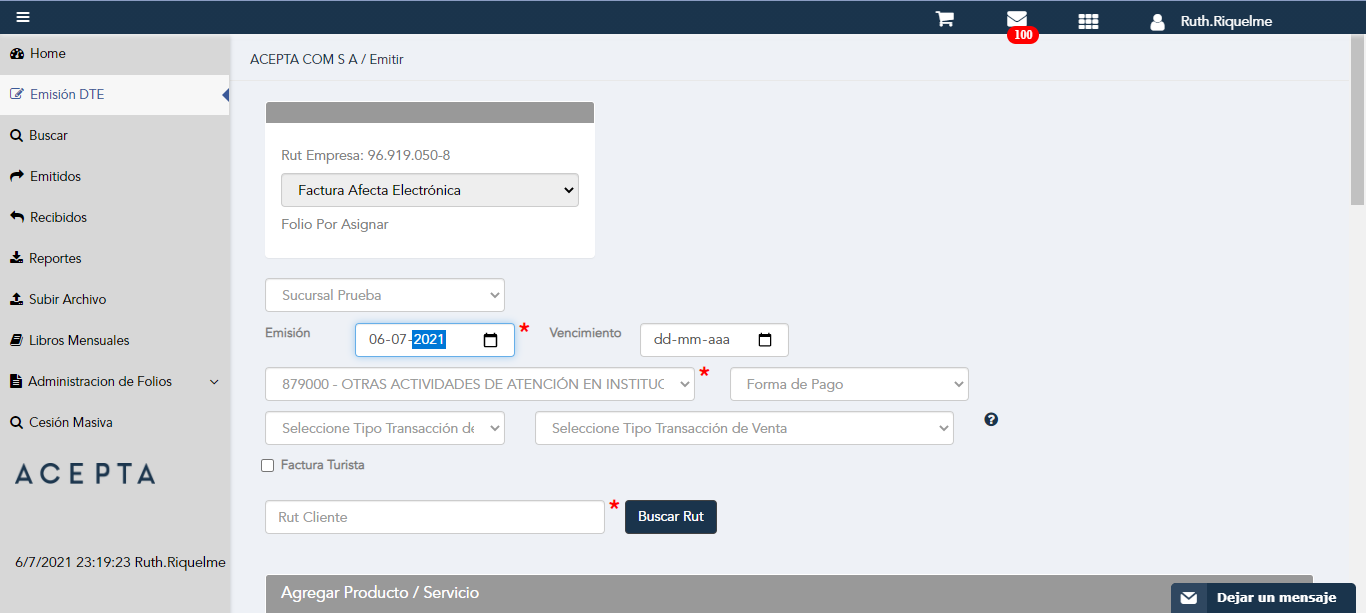 Ruth.Riquelme
100
Home
Emisión DTE
Buscar
Emitidos
Recibidos
Reportes
Subir Archivo
Libros Mensuales
Administracion de Folios
Cesión Masiva
ACEPTA
6/7/2021 23:19:23 Ruth.Riquelme
ACEPTA COM S A / Emitir
Rut Empresa: 96.919.050-8
Factura Afecta Electrónica
Folio Por Asignar
Sucursal Prueba
Emisión 06-07-2021 * Vencimiento dd-mm-aaa
879000 - OTRAS ACTIVIDADES DE ATENCIÓN EN INSTITUC * Forma de Pago
Seleccione Tipo Transacción de Seleccione Tipo Transacción de Venta
Factura Turista
Rut Cliente * Buscar Rut
Agregar Producto / Servicio
Dejar un mensaje